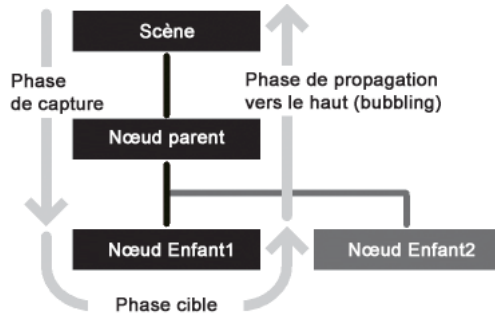 Scène
Phase
de capture
Phase de propagation
vers le haut (bubbling)
Nœud parent
Nœud Enfant1
Nœud Enfant2
Phase cible